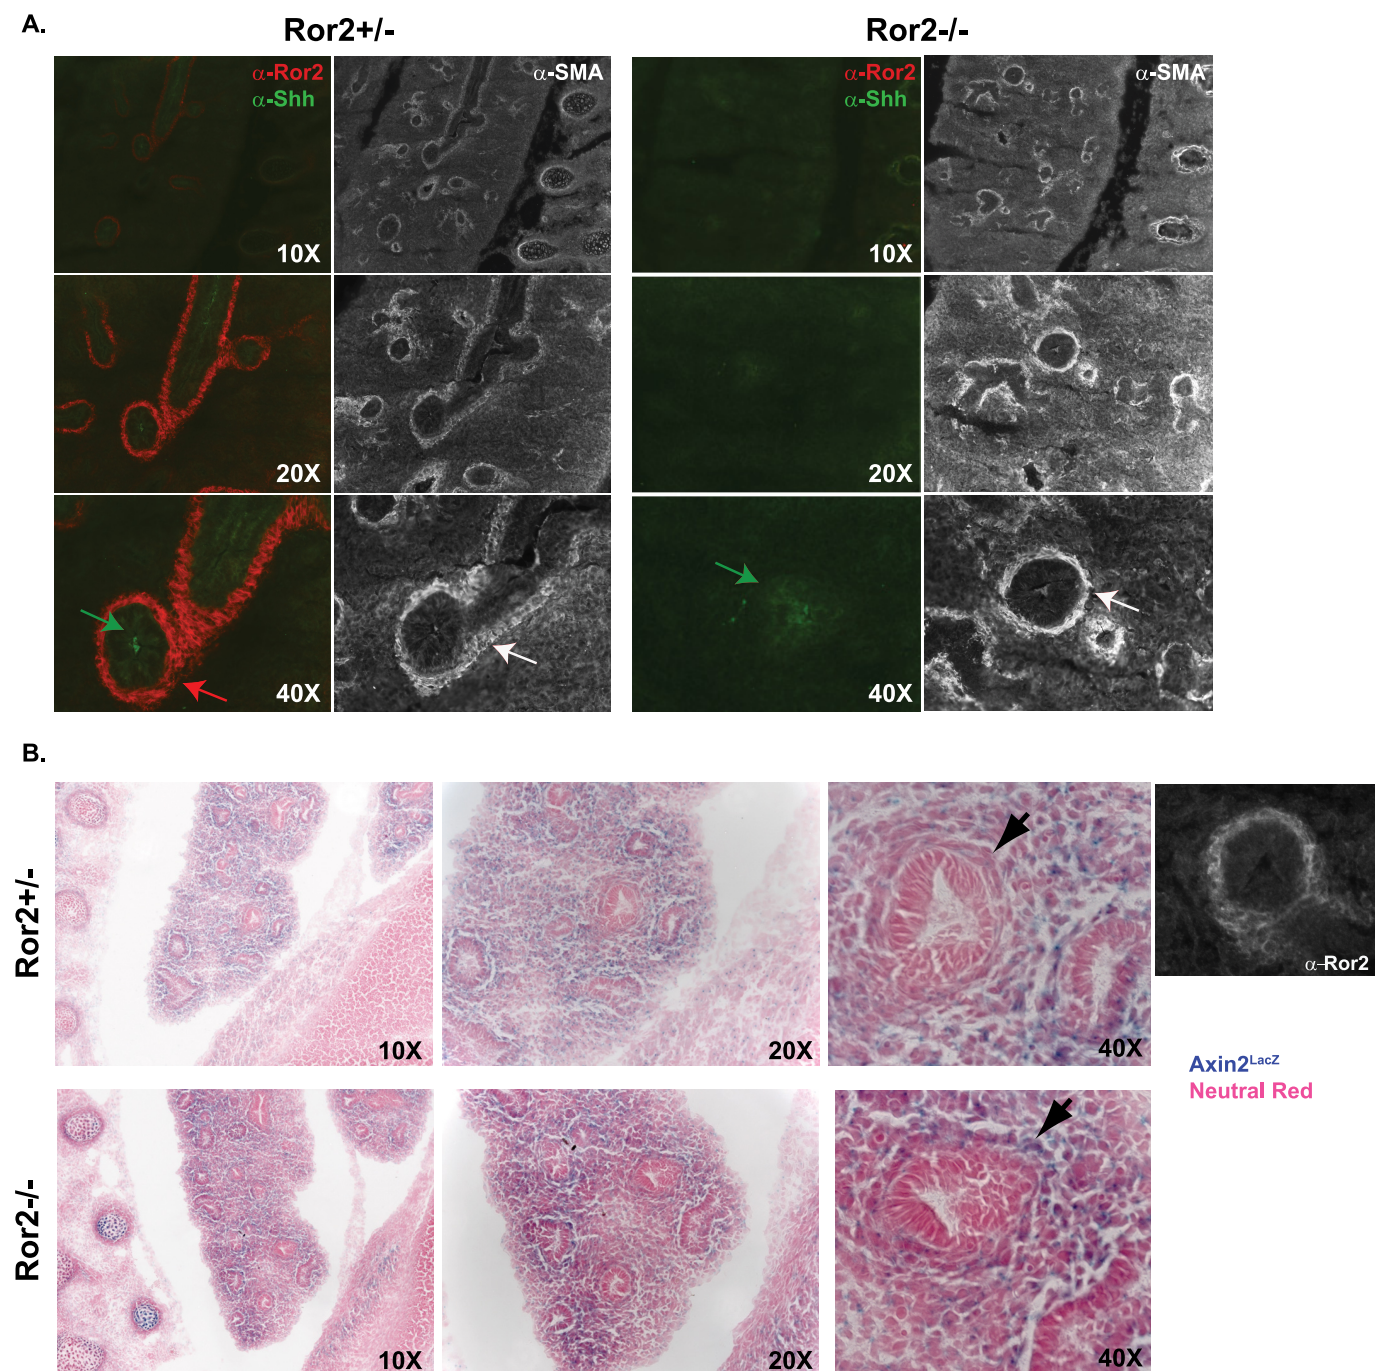 A.
Ror2+/-
Ror2-/-
α-Ror2
α-Shh
α-SMA
α-Ror2
α-Shh
α-SMA
10X
10X
20X
20X
40X
40X
B.
Ror2+/-
10X
20X
40X
α-Ror2
Axin2LacZ
Neutral Red
Ror2-/-
10X
20X
40X